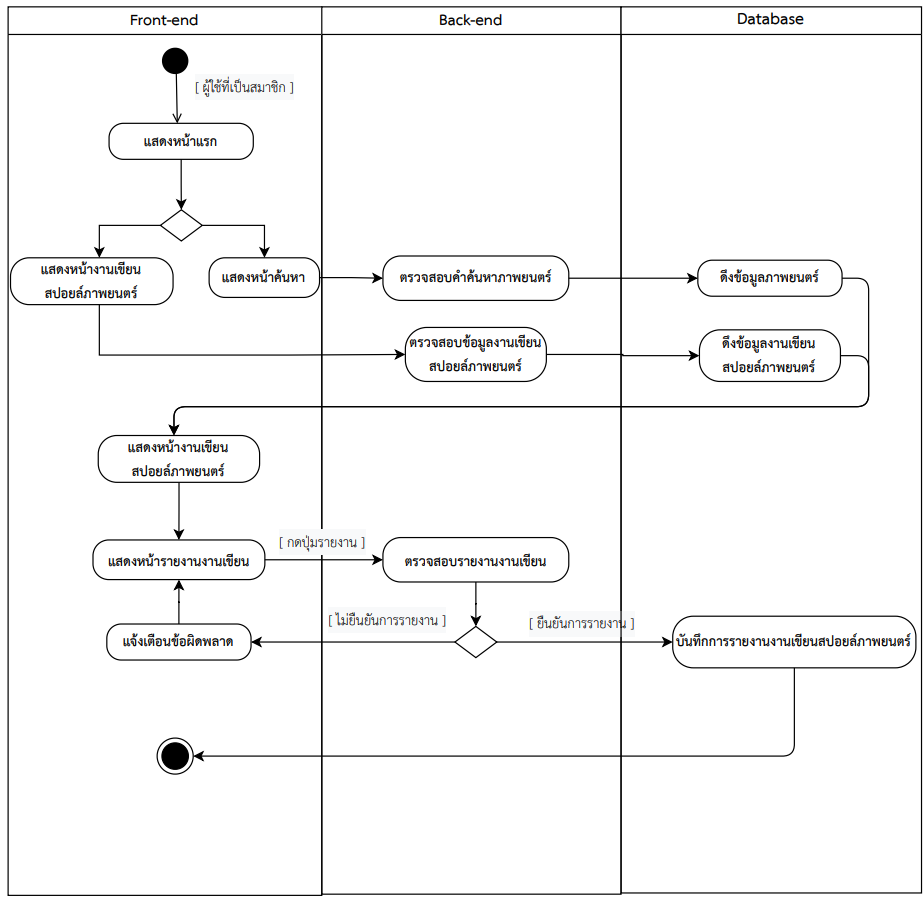 Front-end
Back-end
Database
[ ผู้ใช้ที่เป็นสมาชิก ]
แสดงหน้าแรก
แสดงหน้างานเขียน
สปอยล์ภาพยนตร์
แสดงหน้าค้นหา
ตรวจสอบคำค้นหาภาพยนตร์
ดึงข้อมูลภาพยนตร์
ตรวจสอบข้อมูลงานเขียน
สปอยล์ภาพยนตร์
ดึงข้อมูลงานเขียน
สปอยล์ภาพยนตร์
แสดงหน้างานเขียน
สปอยล์ภาพยนตร์
แสดงหน้ารายงานงานเขียน
[ กดปุ่มรายงาน ]
ตรวจสอบรายงานงานเขียน
แจ้งเตือนข้อผิดพลาด
[ ไม่ยืนยันการรายงาน ]
[ ยืนยันการรายงาน ]
บันทึกการรายงานงานเขียนสปอยล์ภาพยนตร์